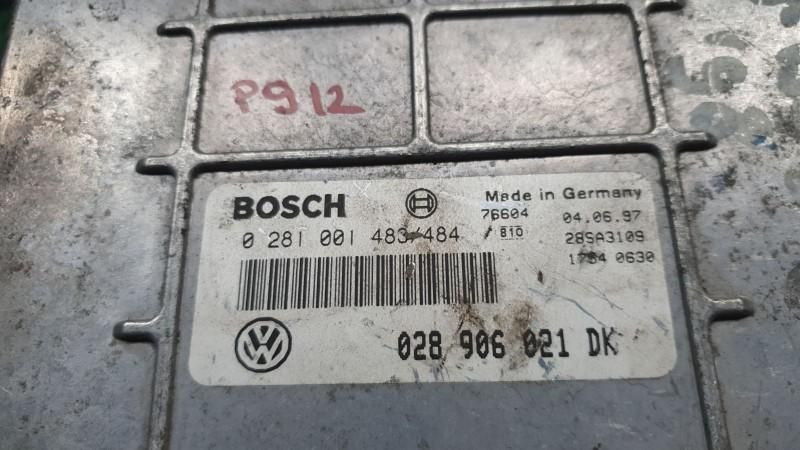 P912
BOSCH
Made in Germany
76604 04.06.97
0 281 001 483/484 / 810 28SA3109
0630
028 906 021 DK